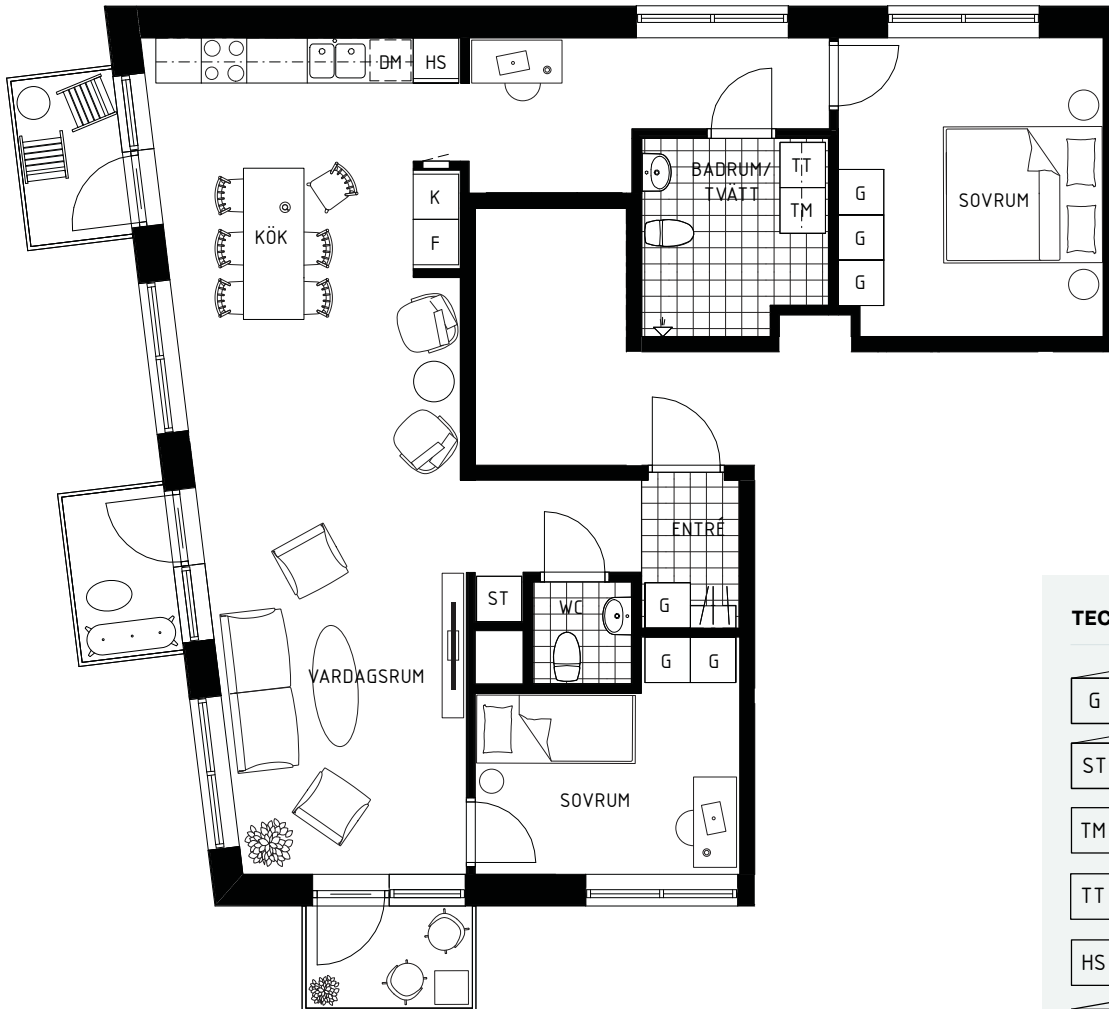 DM
HS
BADRUM/
TVÄTT
TT
TM
K
F
KÖK
G
G
G
SOVRUM
ENTRÉ
ST
WC
G
G
G
VARDAGSRUM
SOVRUM
TEC
G
ST
TM
TT
HS